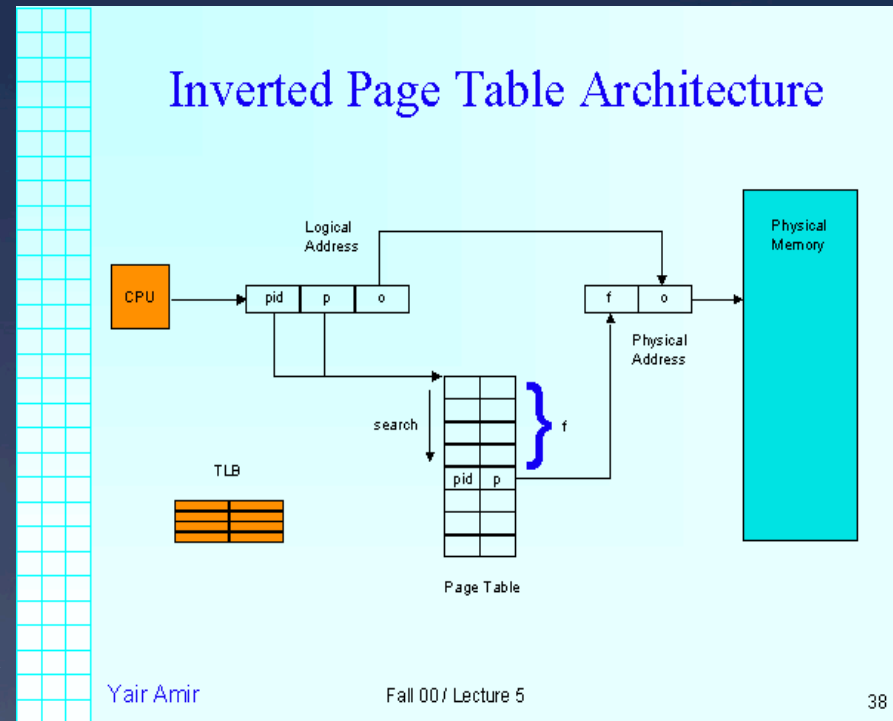 Inverted Page Table Architecture
Logical
Address
Physical
Memory
CPU
pid p o
f o
Physical
Address
search
f
TLB
pid p
Page Table
Yair Amir
Fall 00 / Lecture 5
38